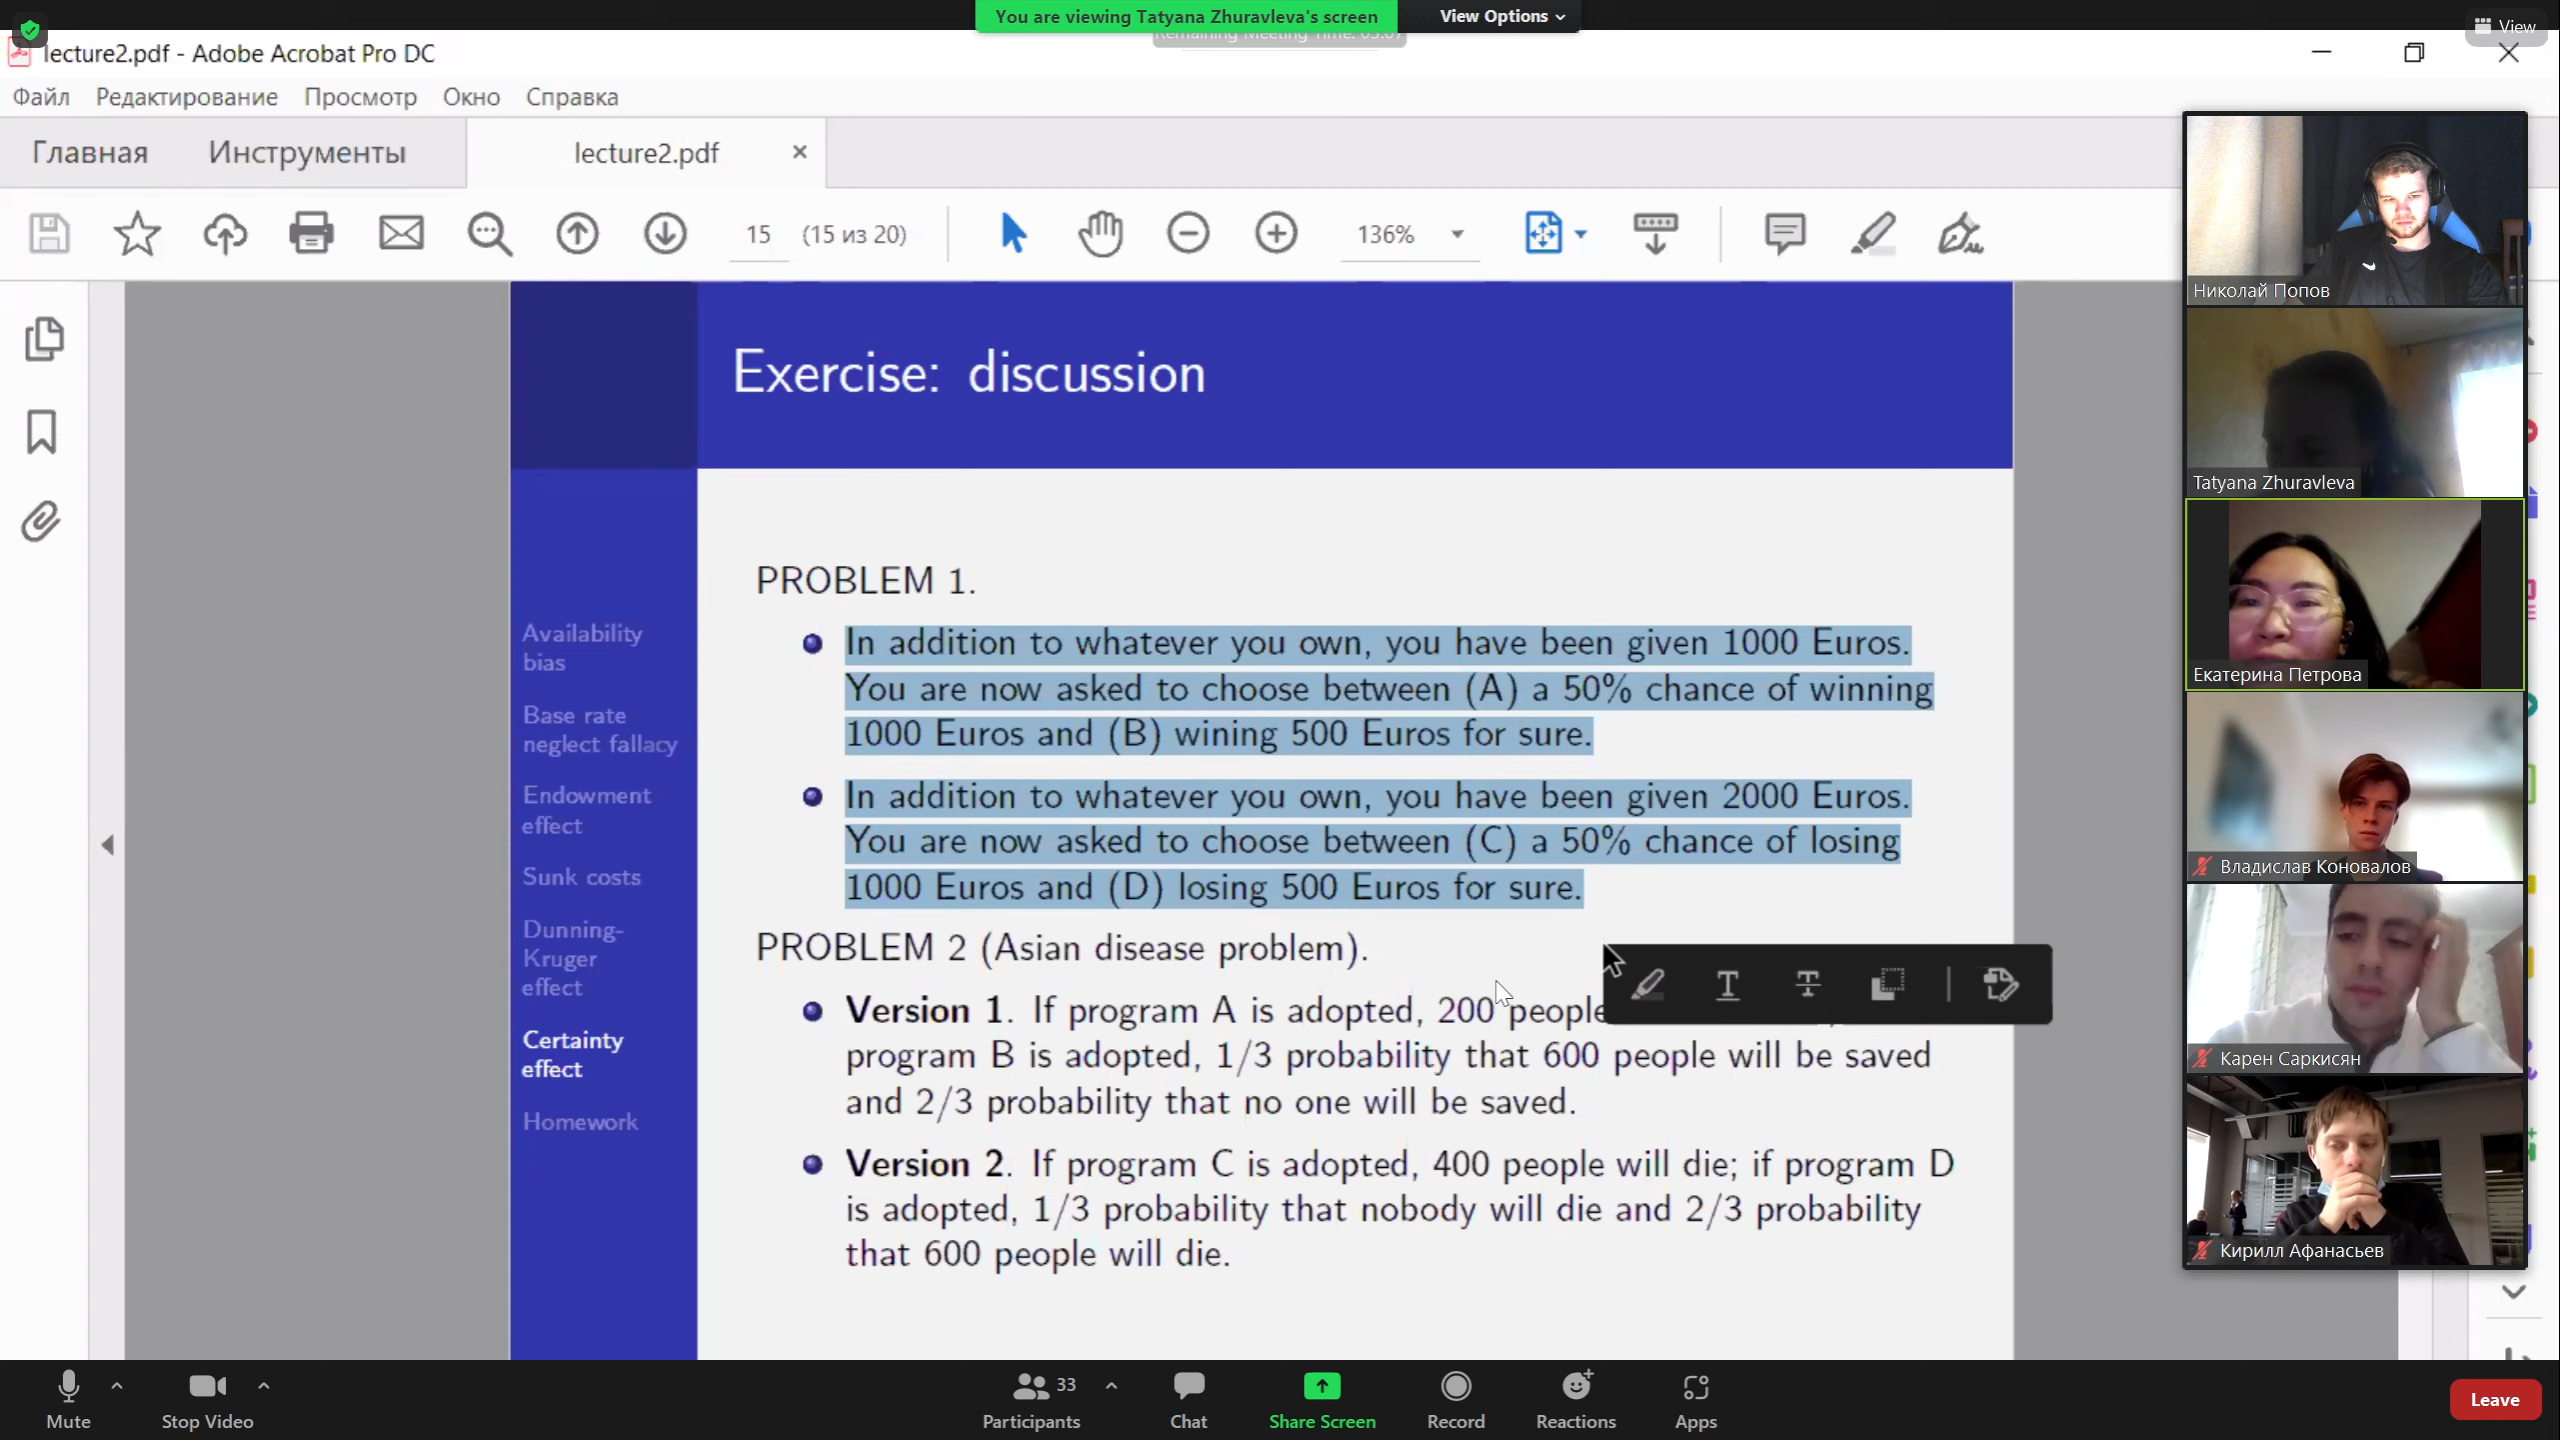 You are viewing Tatyana Zhuravleva's screen
View Options
View
lecture2.pdf - Adobe Acrobat Pro DC
Файл Редактирование Просмотр Окно Справка
Главная Инструменты lecture2.pdf
15 (15 из 20) 136%
Exercise: discussion
Availability
bias
Base rate
neglect fallacy
Endowment
effect
Sunk costs
Dunning-
Kruger
effect
Certainty
effect
Homework
PROBLEM 1.
In addition to whatever you own, you have been given 1000 Euros.
You are now asked to choose between (A) a 50% chance of winning
1000 Euros and (B) wining 500 Euros for sure.
In addition to whatever you own, you have been given 2000 Euros.
You are now asked to choose between (C) a 50% chance of losing
1000 Euros and (D) losing 500 Euros for sure.
PROBLEM 2 (Asian disease problem).
Version 1. If program A is adopted, 200 people
program B is adopted, 1/3 probability that 600 people will be saved
and 2/3 probability that no one will be saved.
Version 2. If program C is adopted, 400 people will die; if program D
is adopted, 1/3 probability that nobody will die and 2/3 probability
that 600 people will die.
Николай Попов
Tatyana Zhuravleva
Екатерина Петрова
Владислав Коновалов
Карен Саркисян
Кирилл Афанасьев
Mute
Stop Video
33
Participants
Chat
Share Screen
Record
Reactions
Apps
Leave